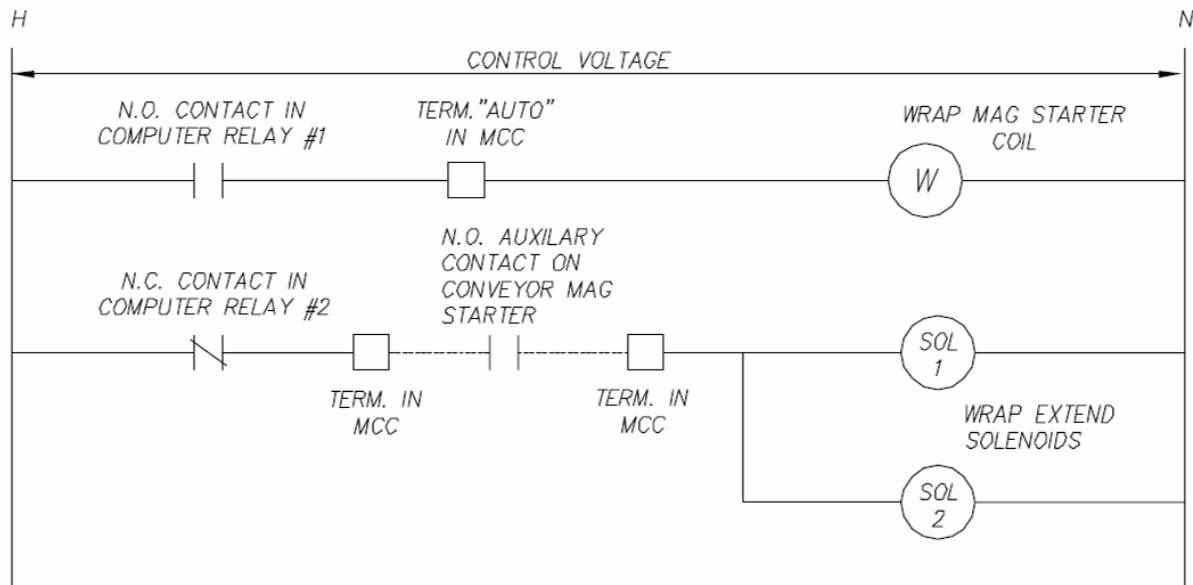 H
N
CONTROL VOLTAGE
N.O. CONTACT IN
COMPUTER RELAY #1
TERM."AUTO"
IN MCC
WRAP MAG STARTER
COIL
W
N.O. AUXILARY
CONTACT ON
CONVEYOR MAG
STARTER
N.C. CONTACT IN
COMPUTER RELAY #2
TERM. IN
MCC
TERM. IN
MCC
SOL
1
WRAP EXTEND
SOLENOIDS
SOL
2